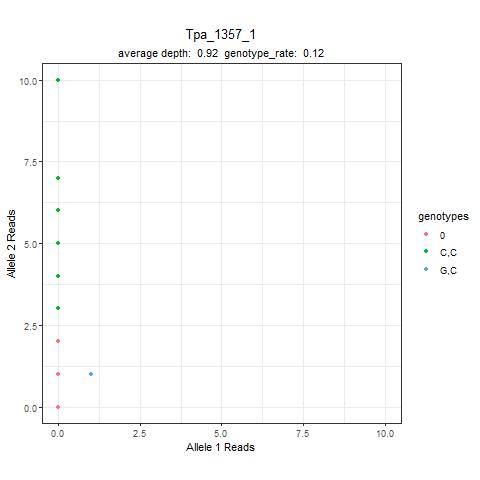 Tpa_1357_1
average depth: 0.92 genotype_rate: 0.12
10.0
7.5
5.0
2.5
0.0
Allele 2 Reads
0.0 2.5 5.0 7.5 10.0
Allele 1 Reads
genotypes
0
C,C
G,C